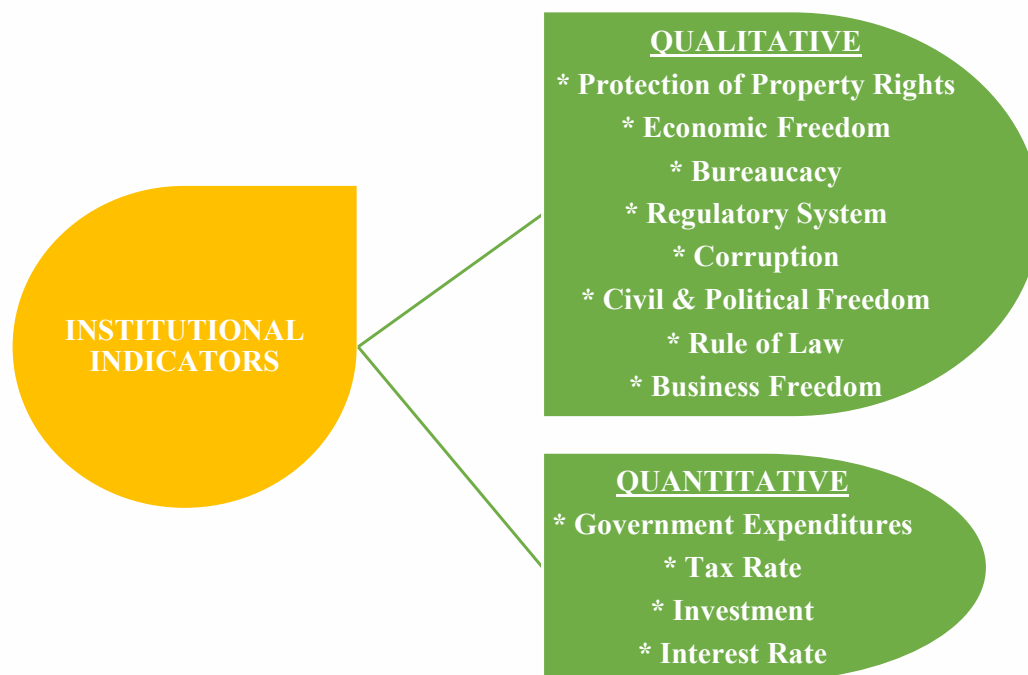 INSTITUTIONAL
INDICATORS
QUALITATIVE
* Protection of Property Rights
* Economic Freedom
* Bureaucacy
* Regulatory System
* Corruption
* Civil & Political Freedom
* Rule of Law
* Business Freedom
QUANTITATIVE
* Government Expenditures
* Tax Rate
* Investment
* Interest Rate